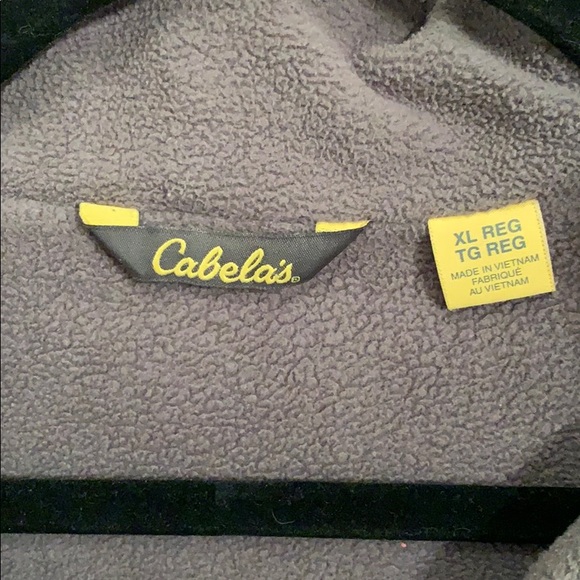 Cabela's®
XL REG
TG REG
MADE IN VIETNAM
FABRIQUÉ
AU VIETNAM